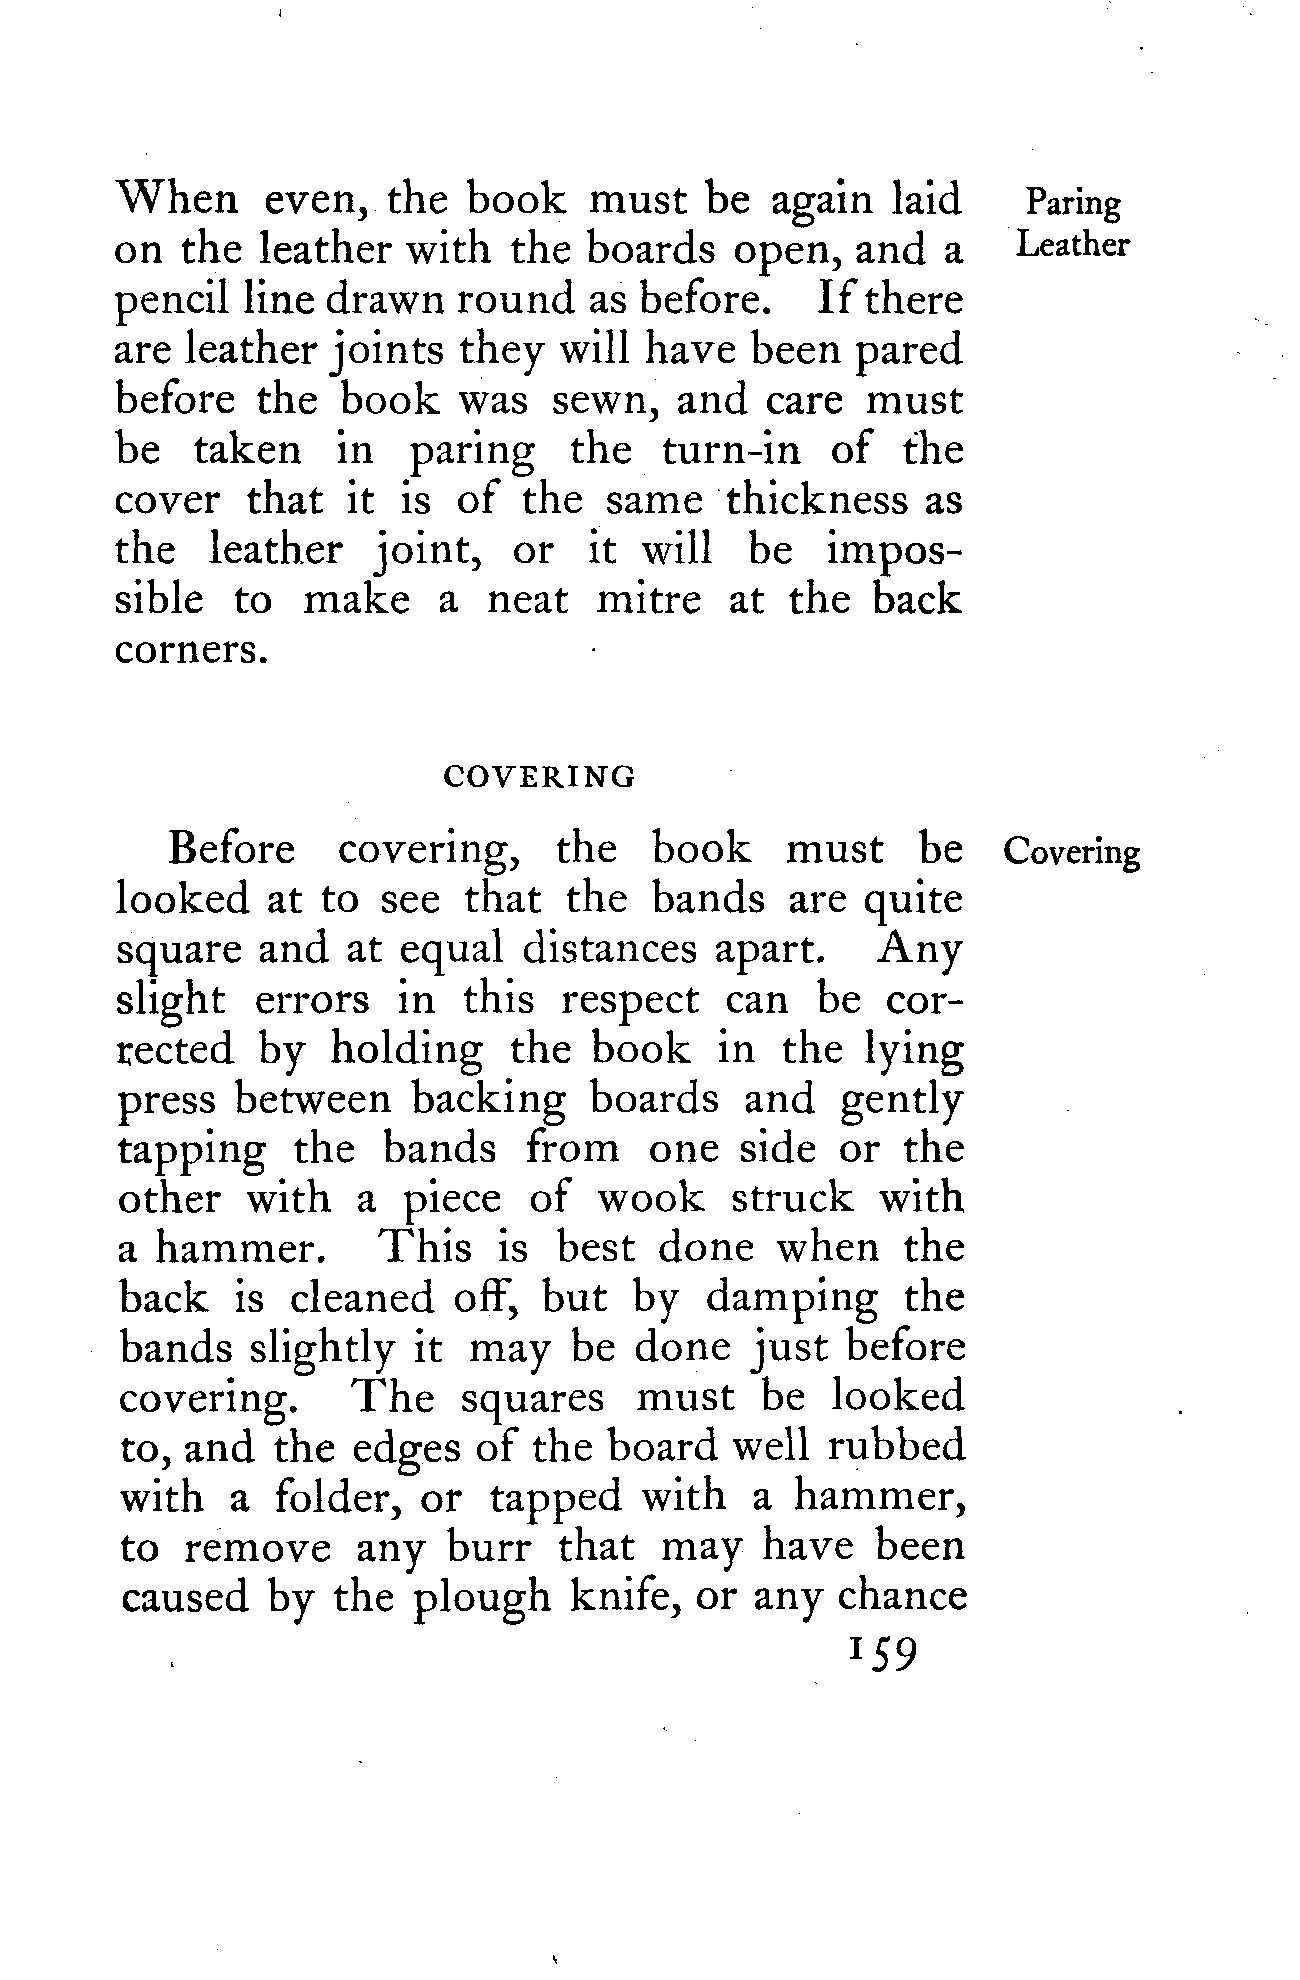 When even, the book must be again laid
on the leather with the boards open, and a
pencil line drawn round as before. If there
are leather joints they will have been pared
before the book was sewn, and care must
be taken in paring the turn-in of the
cover that it is of the same thickness as
the leather joint, or it will be impos-
sible to make a neat mitre at the back
corners.
Paring
Leather
COVERING
Before covering, the book must be
looked at to see that the bands are quite
square and at equal distances apart. Any
slight errors in this respect can be cor-
rected by holding the book in the lying
press between backing boards and gently
tapping the bands from one side or the
other with a piece of wook struck with
a hammer. This is best done when the
back is cleaned off, but by damping the
bands slightly it may be done just before
covering. The squares must be looked
to, and the edges of the board well rubbed
with a folder, or tapped with a hammer,
to remove any burr that may have been
caused by the plough knife, or any chance
Covering
159